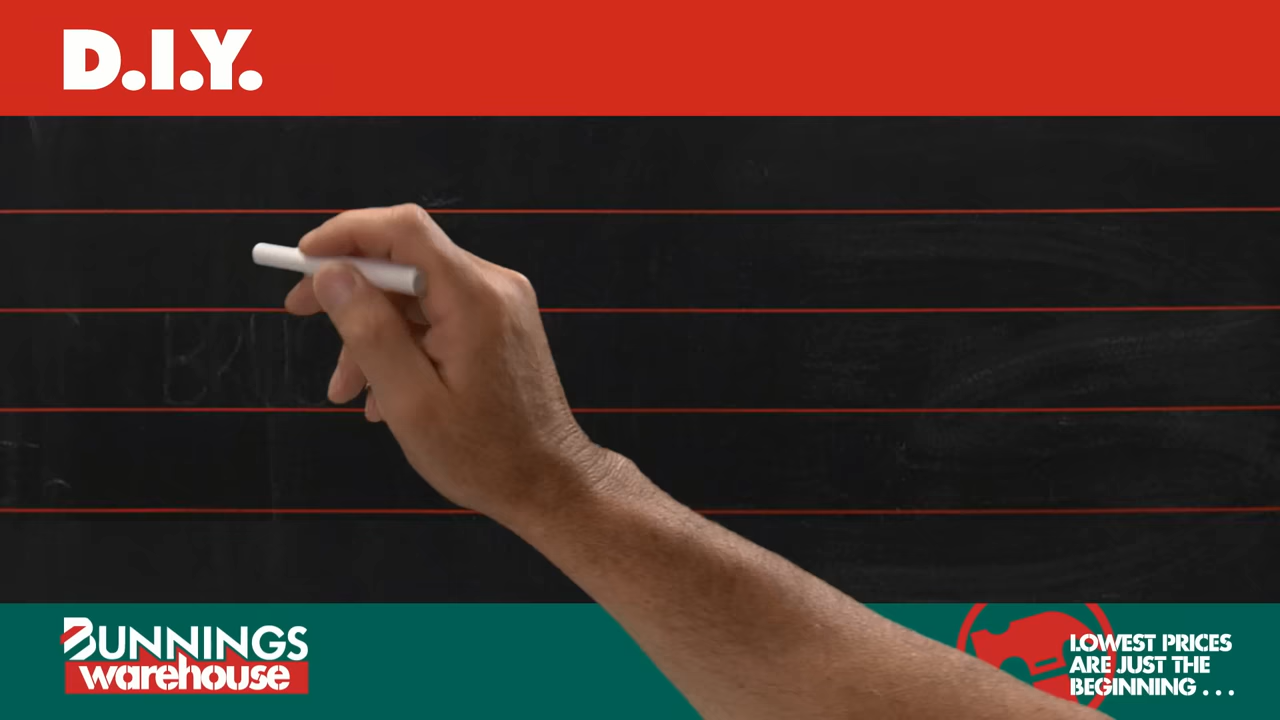 D.I.Y.
BUNNINGS
warehouse
LOWEST PRICES
ARE JUST THE
BEGINNING . . .